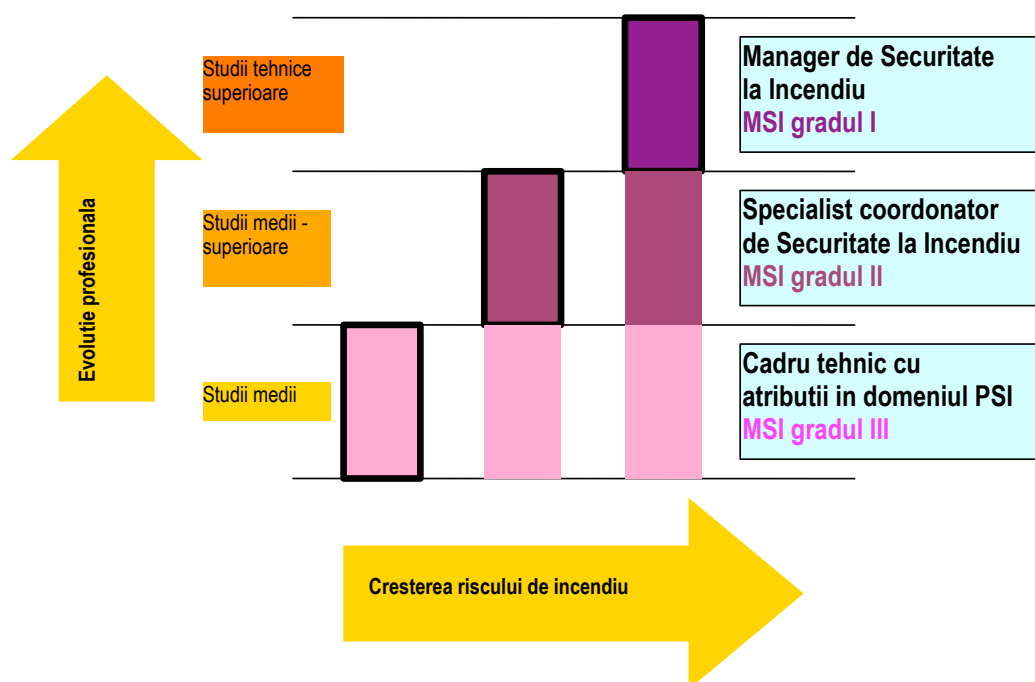 Studii tehnice
superioare
Manager de Securitate
la Incendiu
MSI gradul I
Evolutie profesionala
Studii medii -
superioare
Specialist coordonator
de Securitate la Incendiu
MSI gradul II
Studii medii
Cadru tehnic cu
atributii in domeniul PSI
MSI gradul III
Cresterea riscului de incendiu